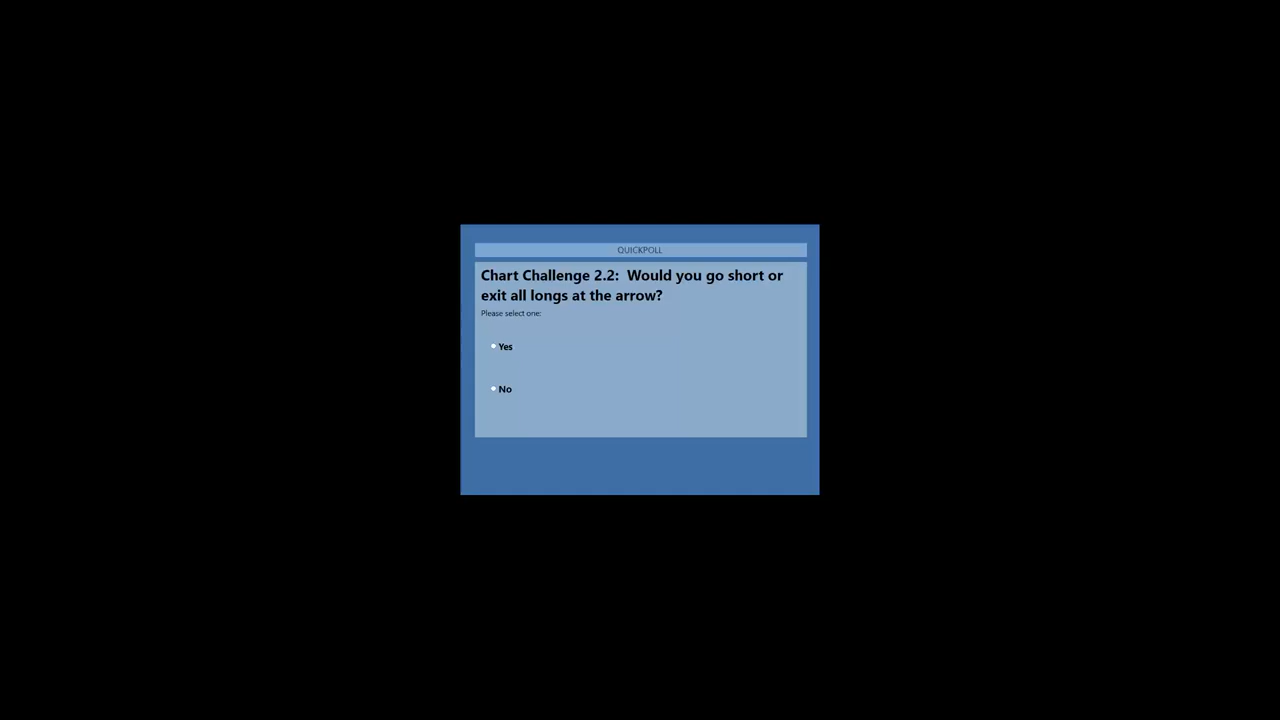 QUICKPOLL
Chart Challenge 2.2:  Would you go short or
exit all longs at the arrow?
Please select one:
Yes
No